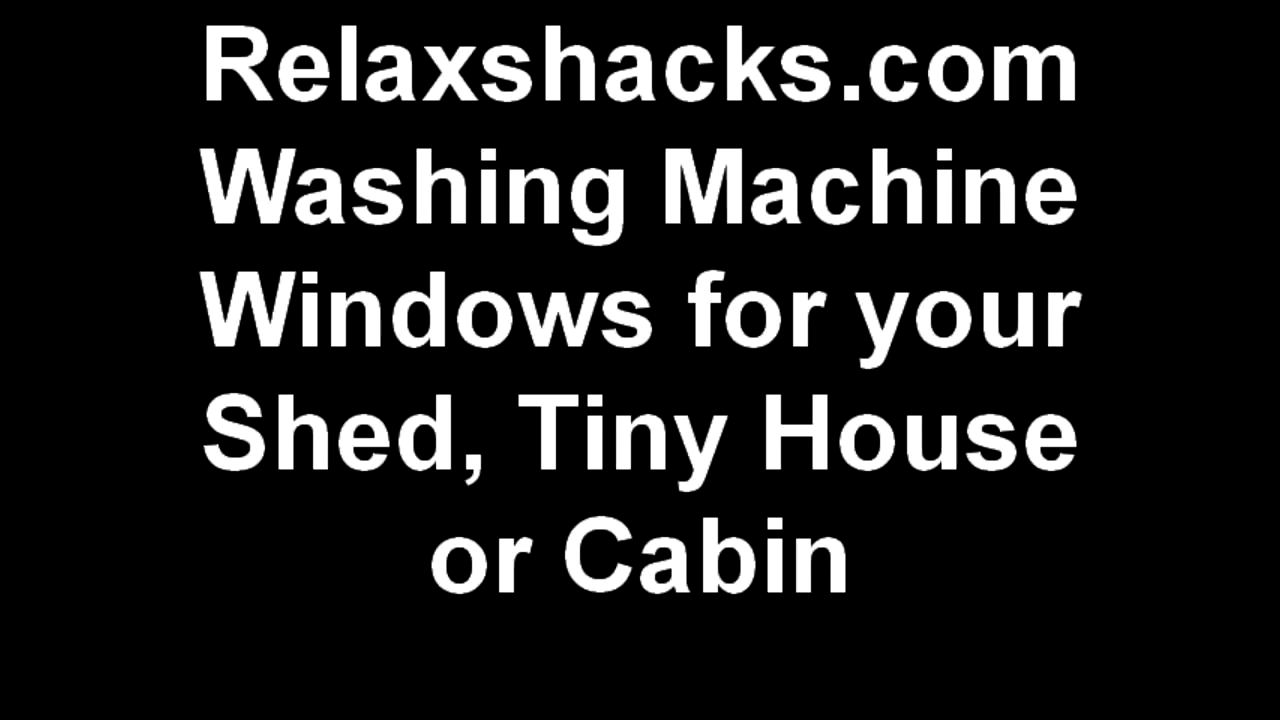 Relaxshacks.com
Washing Machine
Windows for your
Shed, Tiny House
or Cabin